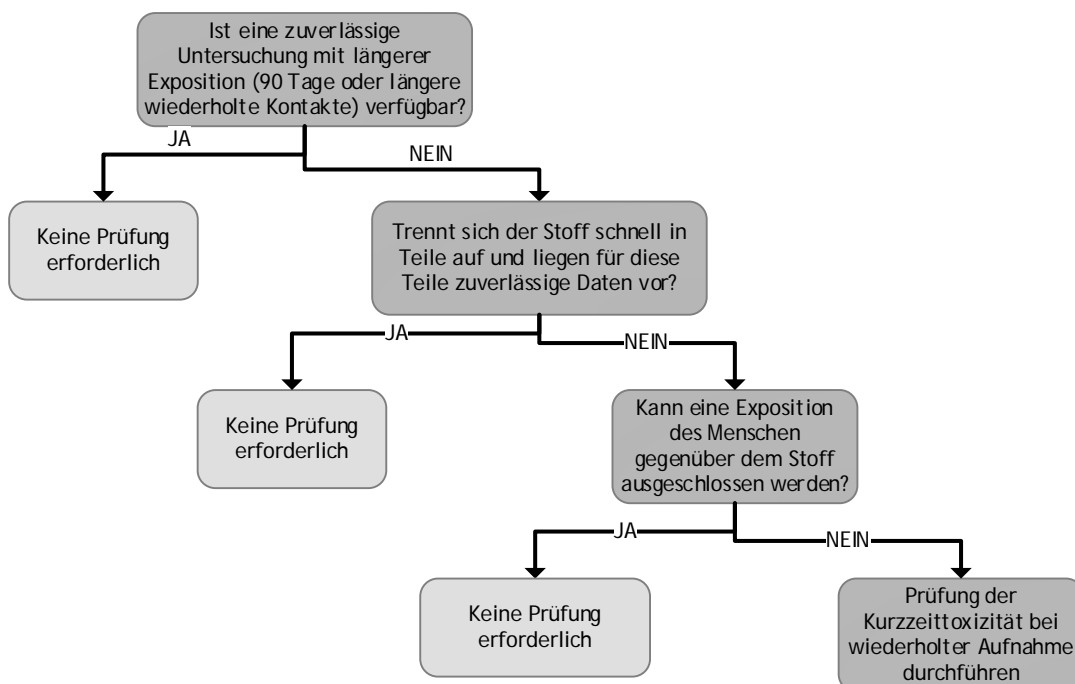 Ist eine zuverlässige
Untersuchung mit längerer
Exposition (90 Tage oder längere
wiederholte Kontakte) verfügbar?
JA
NEIN
Keine Prüfung
erforderlich
Trennt sich der Stoff schnell in
Teile auf und liegen für diese
Teile zuverlässige Daten vor?
JA
NEIN
Keine Prüfung
erforderlich
Kann eine Exposition
des Menschen
gegenüber dem Stoff
ausgeschlossen werden?
JA
NEIN
Keine Prüfung
erforderlich
Prüfung der
Kurzzeittoxizität bei
wiederholter Aufnahme
durchführen